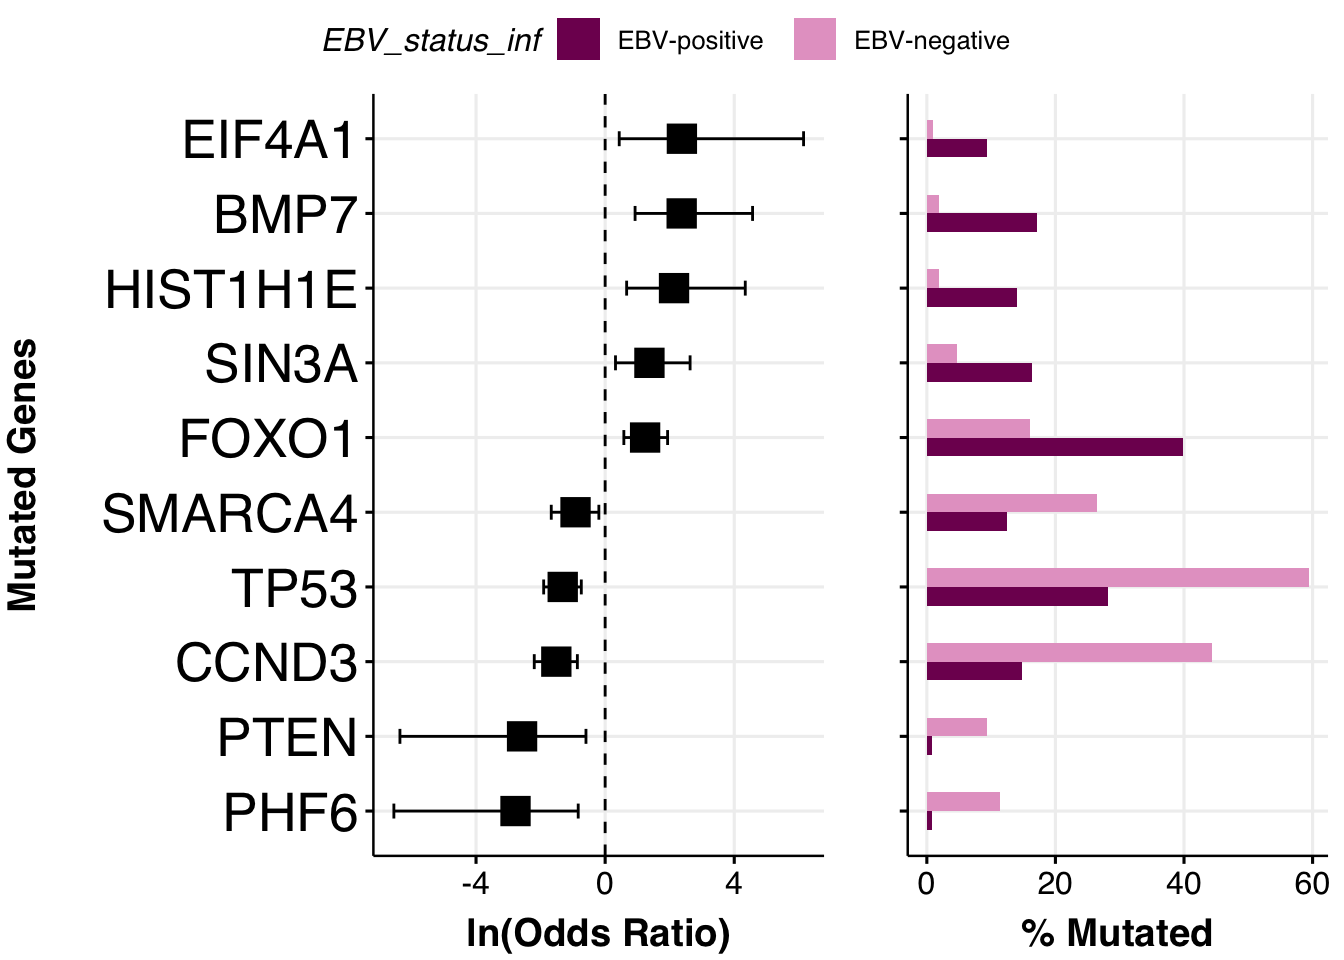 EBV_status_inf EBV-positive EBV-negative
Mutated Genes
EIF4A1
BMP7
HIST1H1E
SIN3A
FOXO1
SMARCA4
TP53
CCND3
PTEN
PHF6
-4 0 4
ln(Odds Ratio)
0 20 40 60
% Mutated